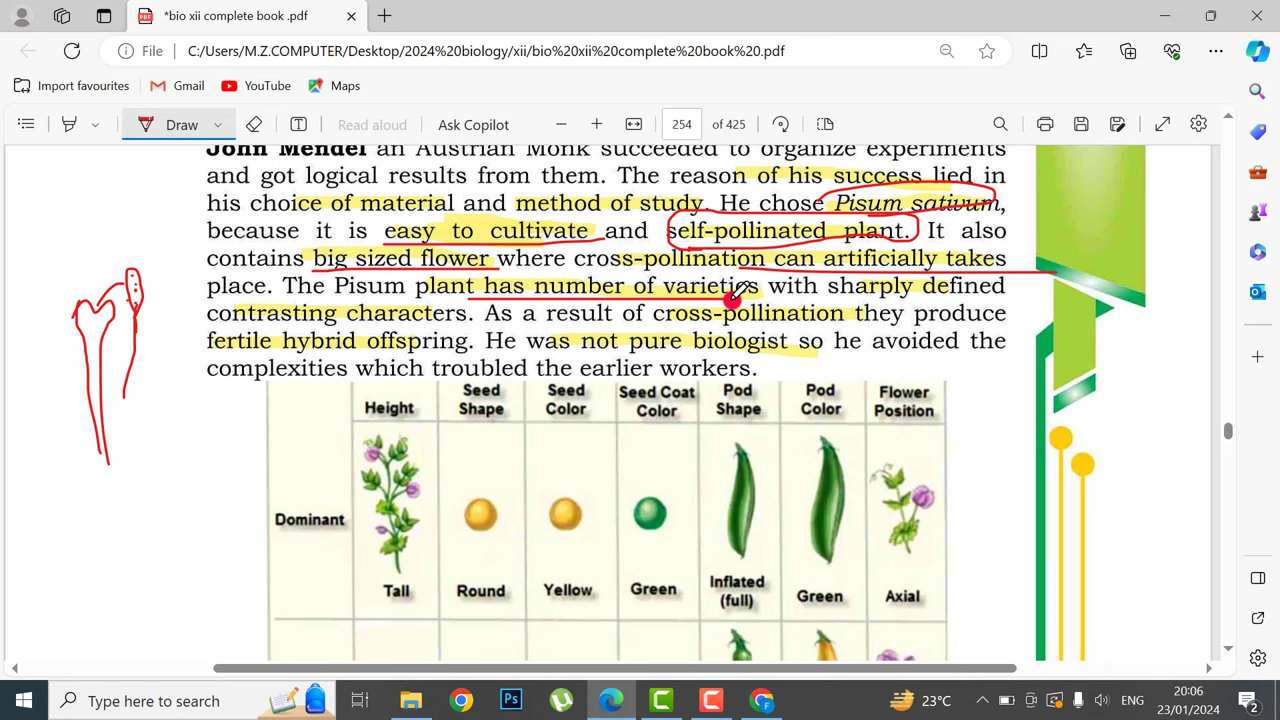 *bio xii complete book .pdf
File
C:/Users/M.Z.COMPUTER/Desktop/2024%20biology/xii/bio%20xii%20complete%20book%20.pdf
Import favourites
Gmail
YouTube
Maps
Draw
Read aloud
Ask Copilot
254
of 425
John Mendel an Austrian Monk succeeded to organize experiments
and got logical results from them. The reason of his success lied in
his choice of material and method of study. He chose Pisum sativum,
because it is easy to cultivate and self-pollinated plant. It also
contains big sized flower where cross-pollination can artificially takes
place. The Pisum plant has number of varieties with sharply defined
contrasting characters. As a result of cross-pollination they produce
fertile hybrid offspring. He was not pure biologist so he avoided the
complexities which troubled the earlier workers.
Height
Seed Shape
Seed Color
Seed Coat Color
Pod Shape
Pod Color
Flower Position
Dominant
Tall
Round
Yellow
Green
Inflated (full)
Green
Axial
Type here to search
Ps
23°C
ENG
20:06
23/01/2024
2